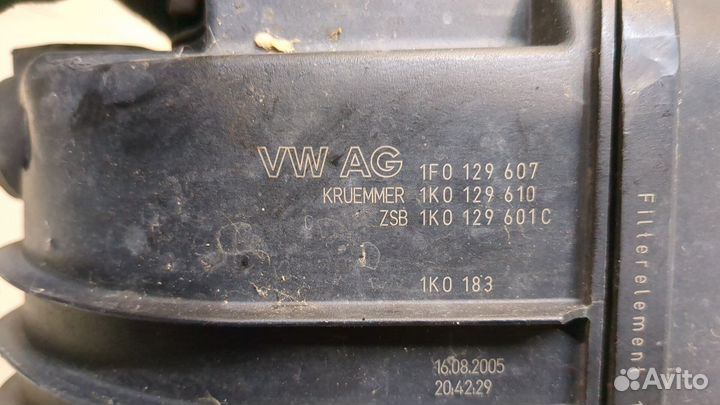 VW AG 1F0 129 607
KRUEMMER 1K0 129 610
ZSB 1K0 129 601C
1K0 183
16.08.2005
20:42:29
Filterelement
Avito